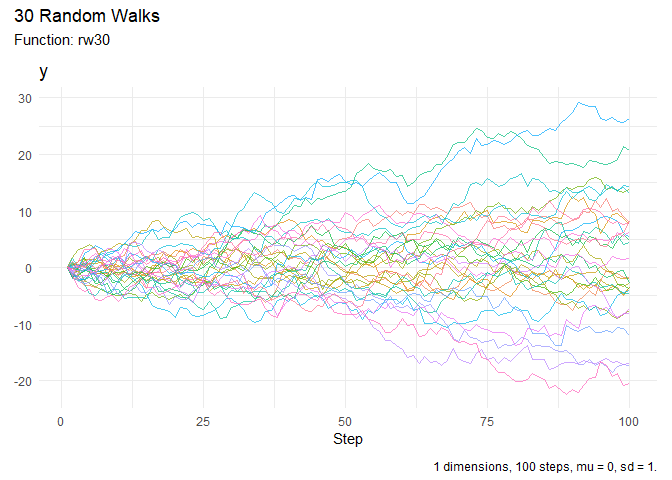 30 Random Walks
Function: rw30
y
30
20
10
0
-10
-20
0 25 50 75 100
Step
1 dimensions, 100 steps, mu = 0, sd = 1.